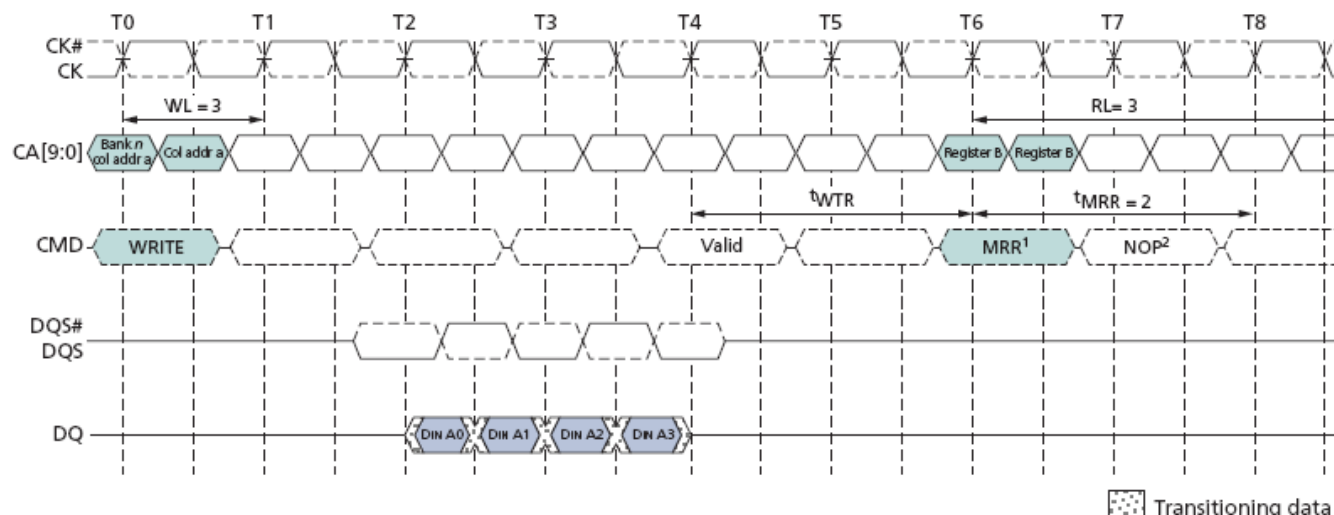 T0 T1 T2 T3 T4 T5 T6 T7 T8
CK#
CK
WL = 3 RL= 3
CA[9:0] Bank n col addr a Col addr a Register B Register B
tWTR tMRR = 2
CMD WRITE Valid MRR1 NOP2
DQS#
DQS
DQ DIN A0 DIN A1 DIN A2 DIN A3
Transitioning data